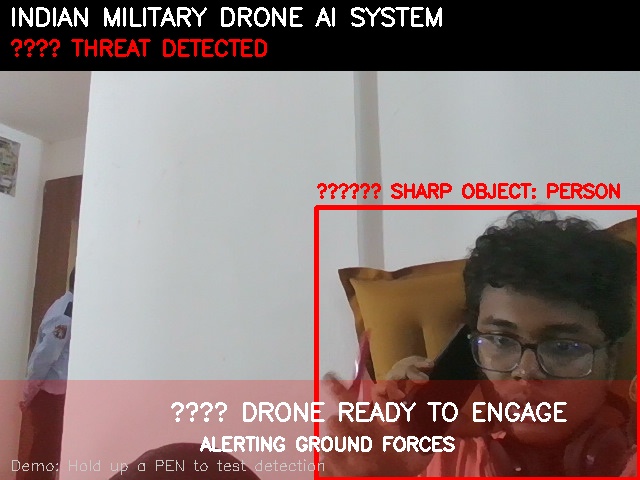 INDIAN MILITARY DRONE AI SYSTEM
???? THREAT DETECTED
?????? SHARP OBJECT: PERSON
???? DRONE READY TO ENGAGE
ALERTING GROUND FORCES
Demo: Hold up a PEN to test detection